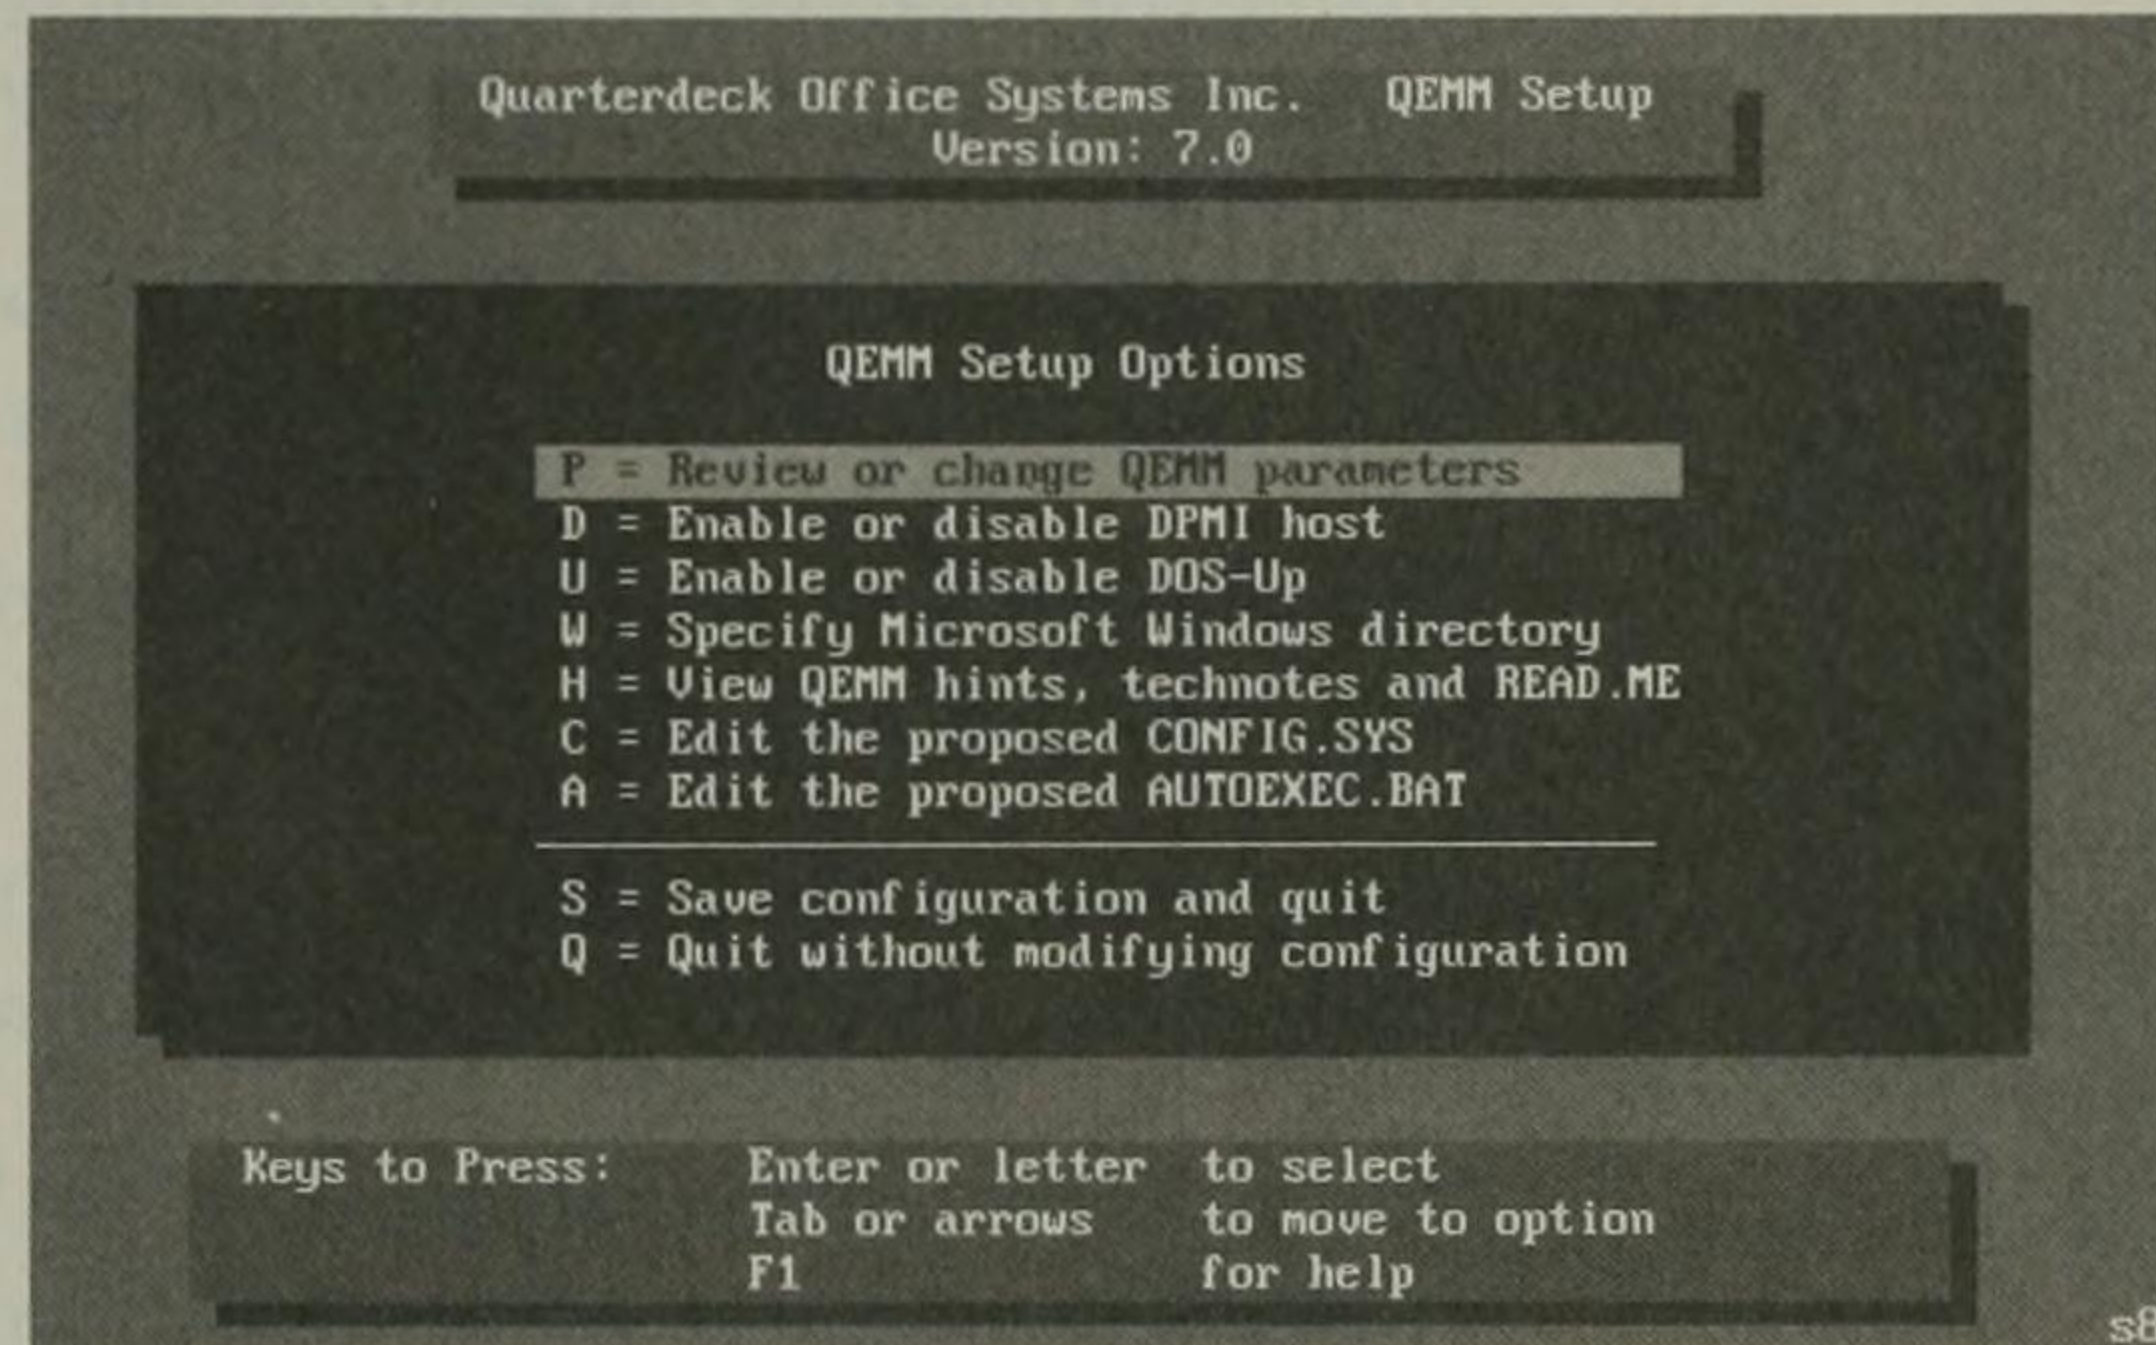 Quarterdeck Office Systems Inc.   QEMM Setup
Version: 7.0
QEMM Setup Options
P = Review or change QEMM parameters
D = Enable or disable DPMI host
U = Enable or disable DOS-Up
W = Specify Microsoft Windows directory
H = View QEMM hints, technotes and READ.ME
C = Edit the proposed CONFIG.SYS
A = Edit the proposed AUTOEXEC.BAT
S = Save configuration and quit
Q = Quit without modifying configuration
Keys to Press:   Enter or letter   to select
Tab or arrows   to move to option
F1   for help